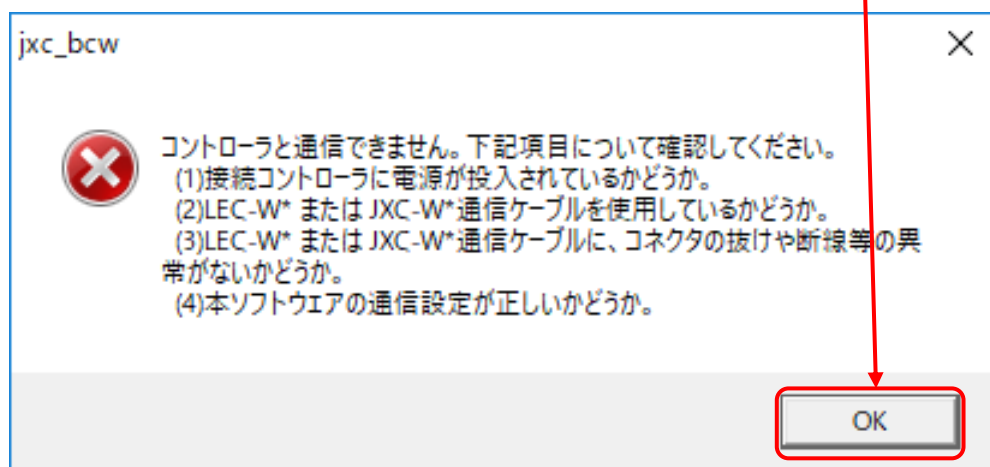 jxc_bcw
コントローラと通信できません。下記項目について確認してください。
(1)接続コントローラに電源が投入されているかどうか。
(2)LEC-W* または JXC-W*通信ケーブルを使用しているかどうか。
(3)LEC-W* または JXC-W*通信ケーブルに、コネクタの抜けや断線等の異
常がないかどうか。
(4)本ソフトウェアの通信設定が正しいかどうか。
OK